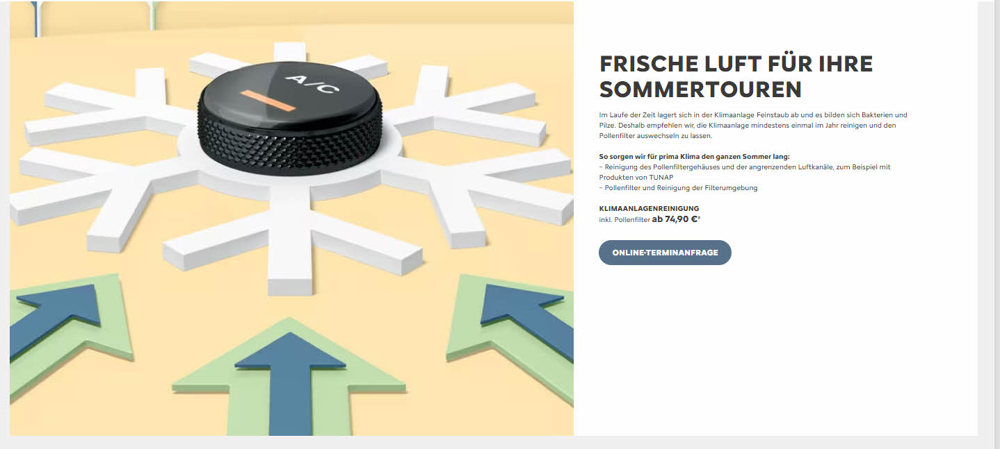 A/C
FRISCHE LUFT FÜR IHRE
SOMMERTOUREN
Im Laufe der Zeit lagert sich in der Klimaanlage Feinstaub ab und es bilden sich Bakterien und
Pilze. Deshalb empfehlen wir, die Klimaanlage mindestens einmal im Jahr reinigen und den
Pollenfilter auswechseln zu lassen.
So sorgen wir für prima Klima den ganzen Sommer lang:
– Reinigung des Pollenfiltergehäuses und der angrenzenden Luftkanäle, zum Beispiel mit
Produkten von TUNAP
– Pollenfilter und Reinigung der Filterumgebung
KLIMAANLAGENREINIGUNG
inkl. Pollenfilter ab 74,90 €²
ONLINE-TERMINANFRAGE